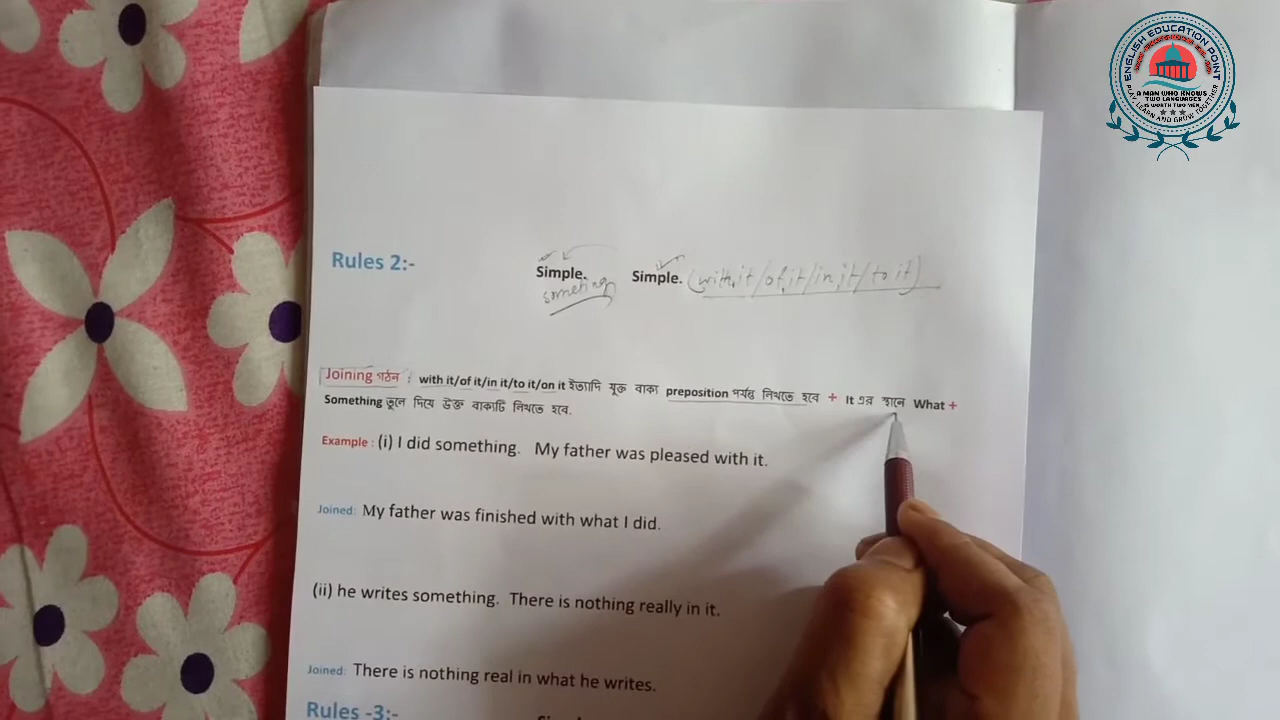 ENGLISH EDUCATION POINT
A MAN WHO KNOWS
TWO LANGUAGES
IS WORTH TWO MEN
PLAY, LEARN AND GROW TOGETHER
Rules 2:- Simple. Simple. (with it/of it/in it/to it)
someting
Joining গঠন : with it/of it/in it/to it/on it ইত্যাদি যুক্ত বাক্য preposition পর্যন্ত লিখতে হবে + It এর স্থানে What +
Something তুলে দিয়ে উক্ত বাক্যটি লিখতে হবে.
Example : (i) I did something. My father was pleased with it.
Joined: My father was finished with what I did.
(ii) he writes something. There is nothing really in it.
Joined: There is nothing real in what he writes.
Rules -3:-